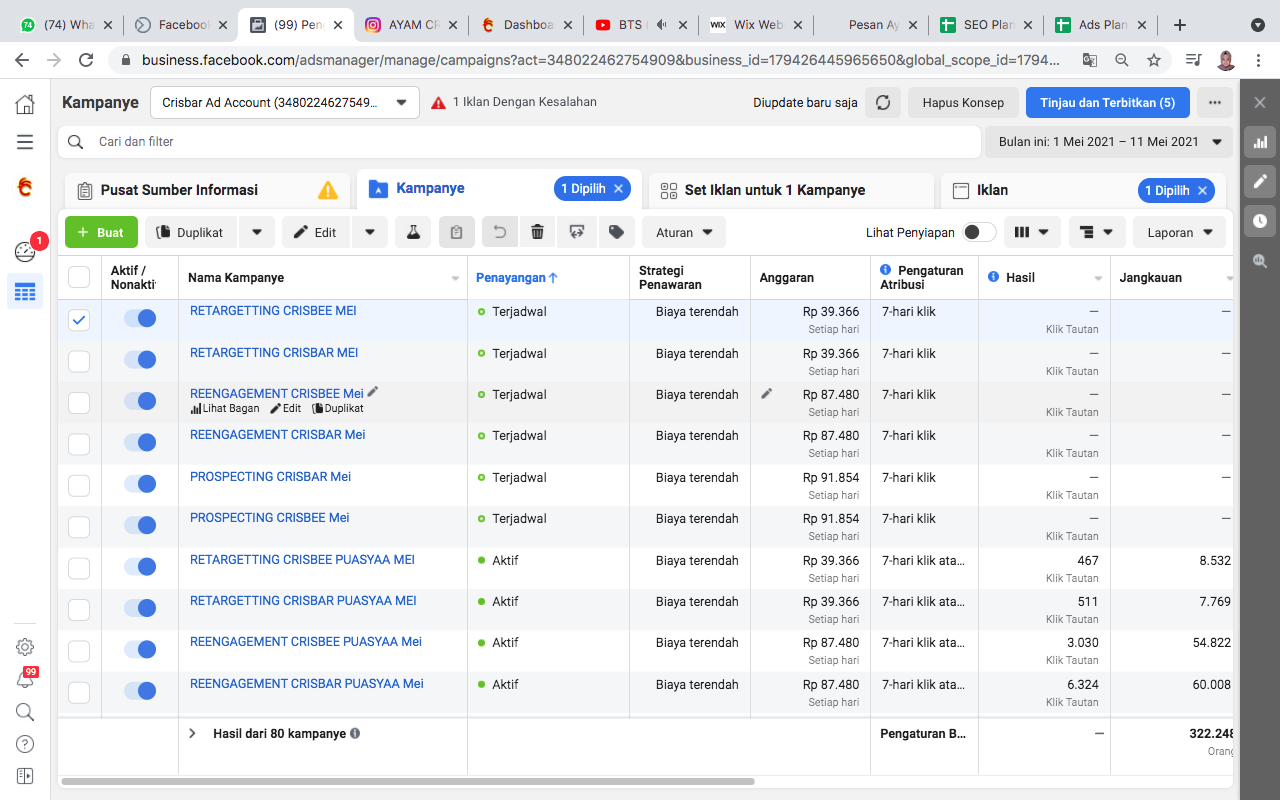 (74) Wha
Facebook
(99) Peng
AYAM CR
Dashboa
BTS (
WIX Wix Web
Pesan Ay
SEO Plan
Ads Plan
business.facebook.com/adsmanager/manage/campaigns?act=348022462754909&business_id=179426445965650&global_scope_id=1794...
Kampanye
Crisbar Ad Account (3480224627549...
1 Iklan Dengan Kesalahan
Diupdate baru saja
Hapus Konsep
Tinjau dan Terbitkan (5)
Cari dan filter
Bulan ini: 1 Mei 2021 – 11 Mei 2021
Pusat Sumber Informasi
Kampanye
1 Dipilih
Set Iklan untuk 1 Kampanye
Iklan
1 Dipilih
+ Buat
Duplikat
Edit
Aturan
Lihat Penyiapan
Laporan
Aktif / Nonakti
Nama Kampanye
Penayangan
Strategi Penawaran
Anggaran
Pengaturan Atribusi
Hasil
Jangkauan
RETARGETTING CRISBEE MEI Terjadwal Biaya terendah Rp 39.366 7-hari klik — —
Setiap hari Klik Tautan
RETARGETTING CRISBAR MEI Terjadwal Biaya terendah Rp 39.366 7-hari klik — —
Setiap hari Klik Tautan
REENGAGEMENT CRISBEE Mei Terjadwal Biaya terendah Rp 87.480 7-hari klik — —
Lihat Bagan Edit Duplikat Setiap hari Klik Tautan
REENGAGEMENT CRISBAR Mei Terjadwal Biaya terendah Rp 87.480 7-hari klik — —
Setiap hari Klik Tautan
PROSPECTING CRISBAR Mei Terjadwal Biaya terendah Rp 91.854 7-hari klik — —
Setiap hari Klik Tautan
PROSPECTING CRISBEE Mei Terjadwal Biaya terendah Rp 91.854 7-hari klik — —
Setiap hari Klik Tautan
RETARGETTING CRISBEE PUASYAA MEI Aktif Biaya terendah Rp 39.366 7-hari klik ata... 467 8.532
Setiap hari Klik Tautan
RETARGETTING CRISBAR PUASYAA MEI Aktif Biaya terendah Rp 39.366 7-hari klik ata... 511 7.769
Setiap hari Klik Tautan
REENGAGEMENT CRISBEE PUASYAA Mei Aktif Biaya terendah Rp 87.480 7-hari klik ata... 3.030 54.822
Setiap hari Klik Tautan
REENGAGEMENT CRISBAR PUASYAA Mei Aktif Biaya terendah Rp 87.480 7-hari klik ata... 6.324 60.008
Setiap hari Klik Tautan
Hasil dari 80 kampanye Pengaturan B... — 322.248
Orang
1
99